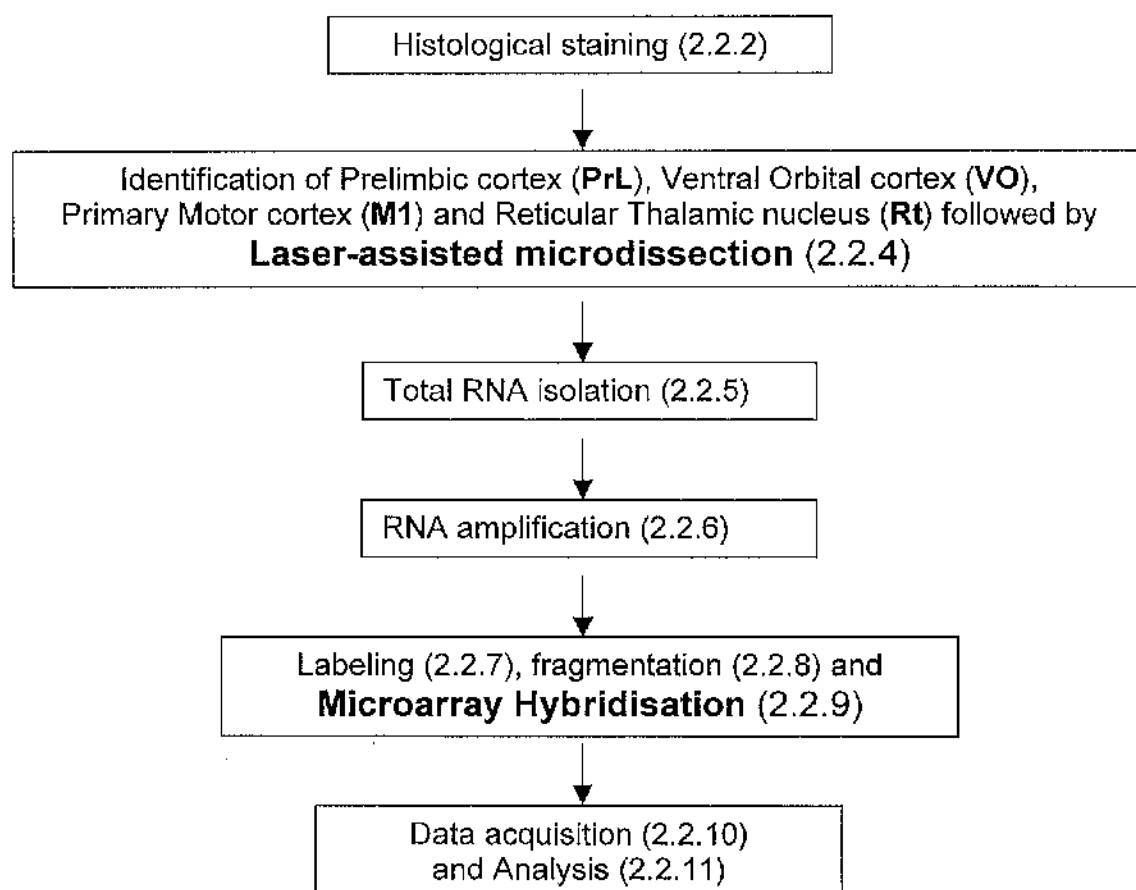 Histological staining (2.2.2)
Identification of Prelimbic cortex (PrL), Ventral Orbital cortex (VO),
Primary Motor cortex (M1) and Reticular Thalamic nucleus (Rt) followed by
Laser-assisted microdissection (2.2.4)
Total RNA isolation (2.2.5)
RNA amplification (2.2.6)
Labeling (2.2.7), fragmentation (2.2.8) and
Microarray Hybridisation (2.2.9)
Data acquisition (2.2.10)
and Analysis (2.2.11)